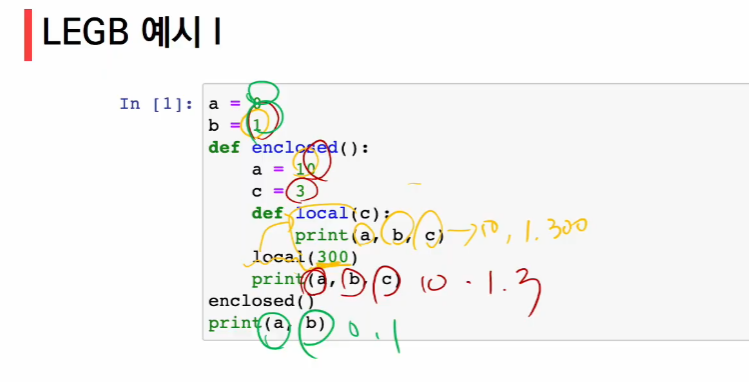 LEGB 예시 I
In [1]: a = 0
b = 1
def enclosed():
    a = 10
    c = 3
    def local(c):
        print(a, b, c) → 10, 1. 300
    local(300)
    print(a, b, c) 10 . 1. 3
enclosed()
print(a, b) 0 . 1